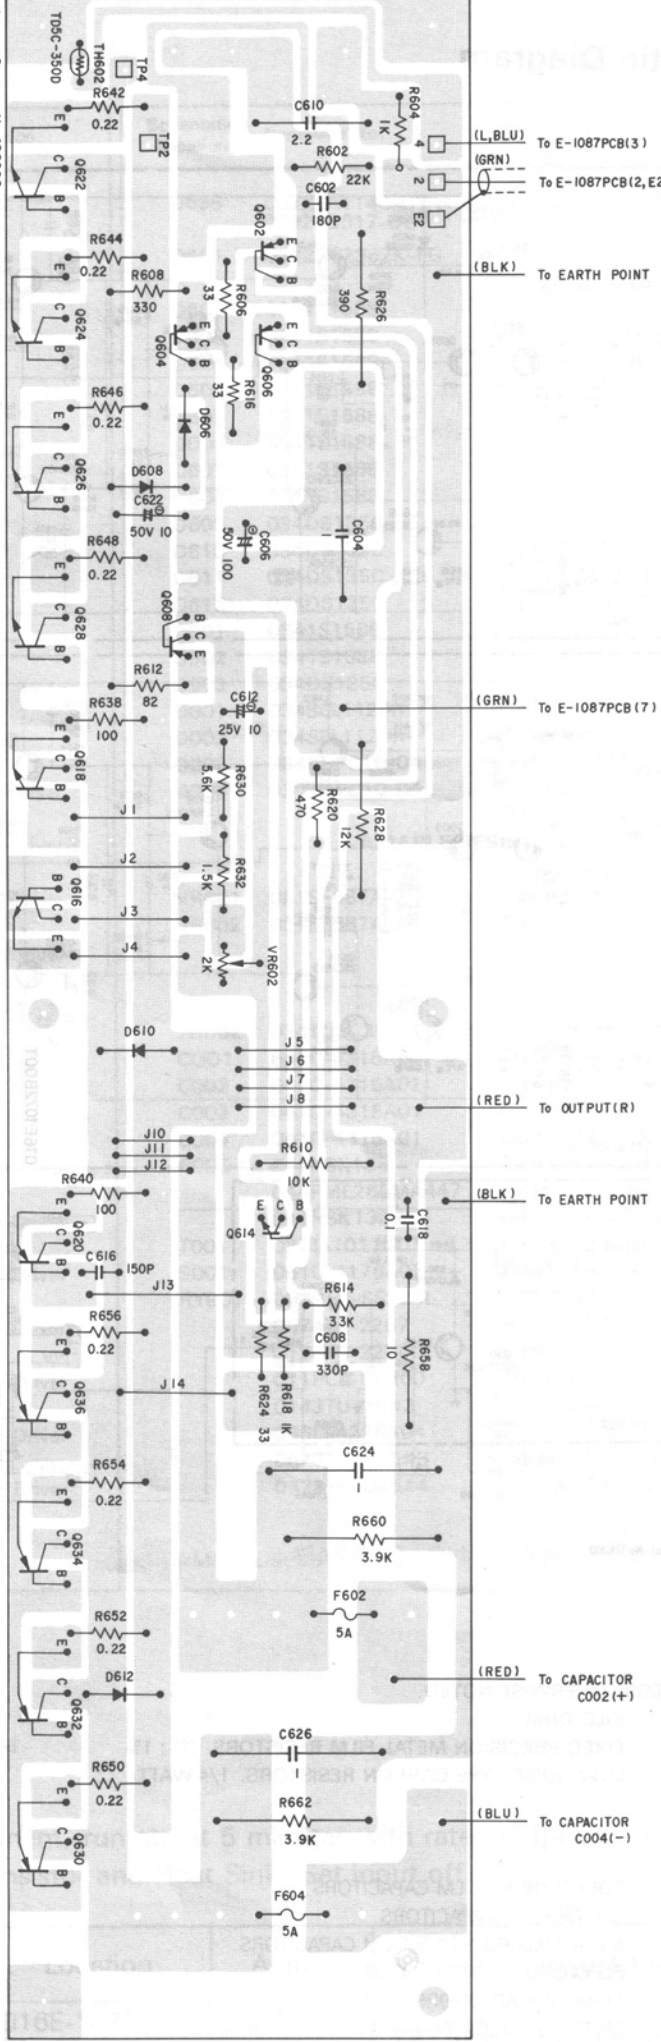 TH602
TD5C-350D
TP4
R642
0.22
TP2
C610
2.2
R604
1K
4
(L,BLU)
To E-1087PCB(3)
R602
22K
(GRN)
2
To E-1087PCB(2,E2
E2
C602
180P
E
C
B
Q622
Q602
E
C
B
R644
0.22
(BLK)
To EARTH POINT
R608
330
R606
33
R626
390
E
C
B
Q624
Q604
E
C
B
Q606
E
C
B
R616
33
R646
0.22
D606
E
C
B
Q626
D608
C622
50V 10
C606
50V 100
C604
1
R648
0.22
E
C
B
Q628
Q608
B
C
E
R612
82
R638
100
C612
25V 10
(GRN)
To E-1087PCB(7)
E
C
B
Q618
R630
5.6K
R620
470
R628
12K
J1
J2
R632
1.5K
Q616
B
C
E
J3
J4
VR602
2K
D610
J5
J6
J7
J8
(RED)
To OUTPUT(R)
J10
J11
J12
R610
10K
R640
100
(BLK)
To EARTH POINT
E
C
B
Q620
Q614
E
C
B
C618
0.1
C616
150P
J13
R614
33K
R656
0.22
C608
330P
R658
10
E
C
B
Q636
J14
R624
33
R618
1K
C624
1
R654
0.22
E
C
B
Q634
R660
3.9K
F602
5A
R652
0.22
E
C
B
Q632
D612
(RED)
To CAPACITOR
C002(+)
C626
1
R650
0.22
E
C
B
Q630
R662
3.9K
(BLU)
To CAPACITOR
C004(-)
F604
5A